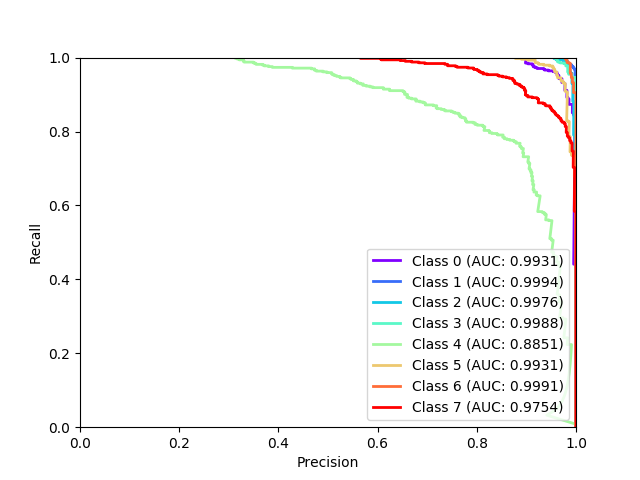 1.0
0.8
0.6
0.4
0.2
0.0
Recall
Class 0 (AUC: 0.9931)
Class 1 (AUC: 0.9994)
Class 2 (AUC: 0.9976)
Class 3 (AUC: 0.9988)
Class 4 (AUC: 0.8851)
Class 5 (AUC: 0.9931)
Class 6 (AUC: 0.9991)
Class 7 (AUC: 0.9754)
0.0 0.2 0.4 0.6 0.8 1.0
Precision